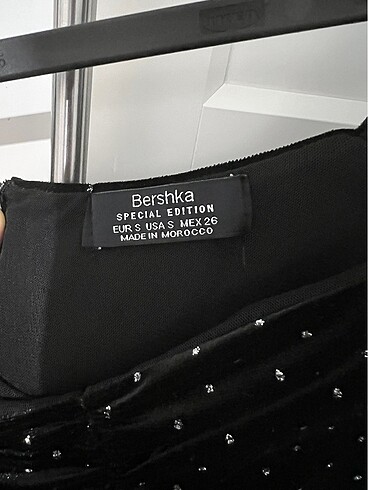 Bershka
SPECIAL EDITION
EUR S USA S MEX 26
MADE IN MOROCCO